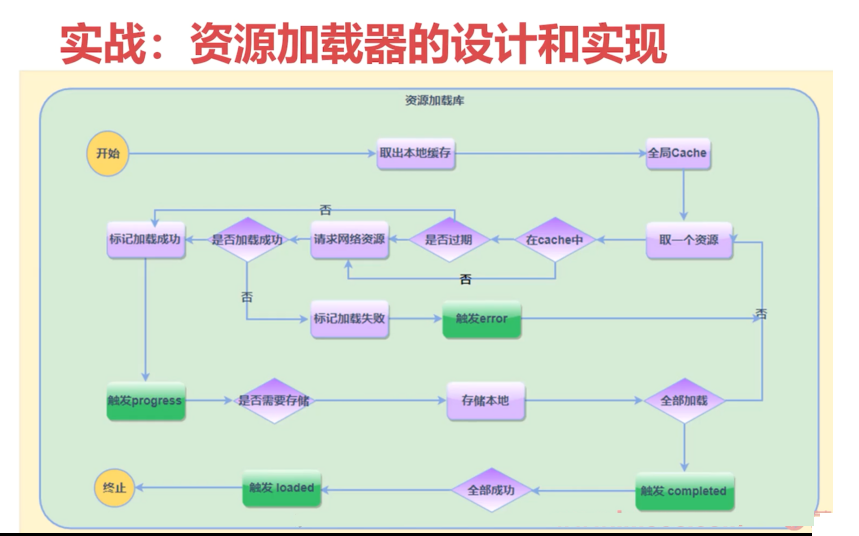 实战：资源加载器的设计和实现
资源加载库
开始
取出本地缓存
全局Cache
否
标记加载成功
是否加载成功
请求网络资源
是否过期
在cache中
取一个资源
否
否
标记加载失败
触发error
否
触发progress
是否需要存储
存储本地
全部加载
终止
触发 loaded
全部成功
触发 completed